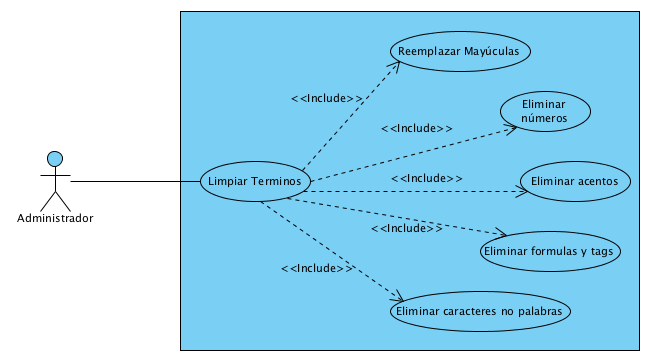 Reemplazar Mayúculas
<<Include>>
Eliminar
números
<<Include>>
Limpiar Terminos
<<Include>>
Eliminar acentos
Administrador
<<Include>>
Eliminar formulas y tags
<<Include>>
Eliminar caracteres no palabras